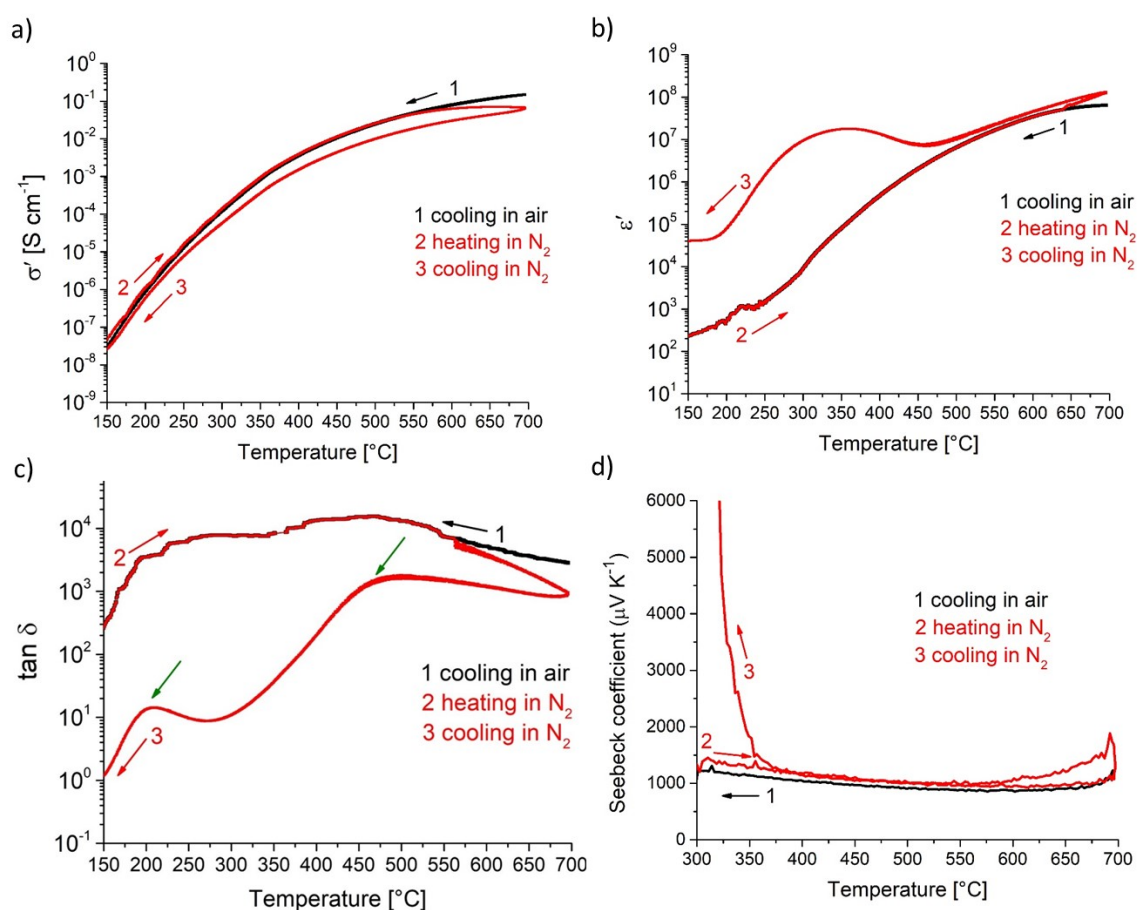 a)
10⁰
10⁻¹
10⁻²
10⁻³
10⁻⁴
10⁻⁵
10⁻⁶
10⁻⁷
10⁻⁸
10⁻⁹
σ′ [S cm⁻¹]
1
2
3
1 cooling in air
2 heating in N₂
3 cooling in N₂
150 200 250 300 350 400 450 500 550 600 650 700
Temperature [°C]
b)
10⁹
10⁸
10⁷
10⁶
10⁵
10⁴
10³
10²
10¹
ε′
1
3
2
1 cooling in air
2 heating in N₂
3 cooling in N₂
150 200 250 300 350 400 450 500 550 600 650 700
Temperature [°C]
c)
10⁴
10³
10²
10¹
10⁰
10⁻¹
tan δ
2
1
3
1 cooling in air
2 heating in N₂
3 cooling in N₂
150 200 250 300 350 400 450 500 550 600 650 700
Temperature [°C]
d)
6000
5000
4000
3000
2000
1000
0
Seebeck coefficient (μV K⁻¹)
1 cooling in air
2 heating in N₂
3 cooling in N₂
3
2
1
300 350 400 450 500 550 600 650 700
Temperature [°C]